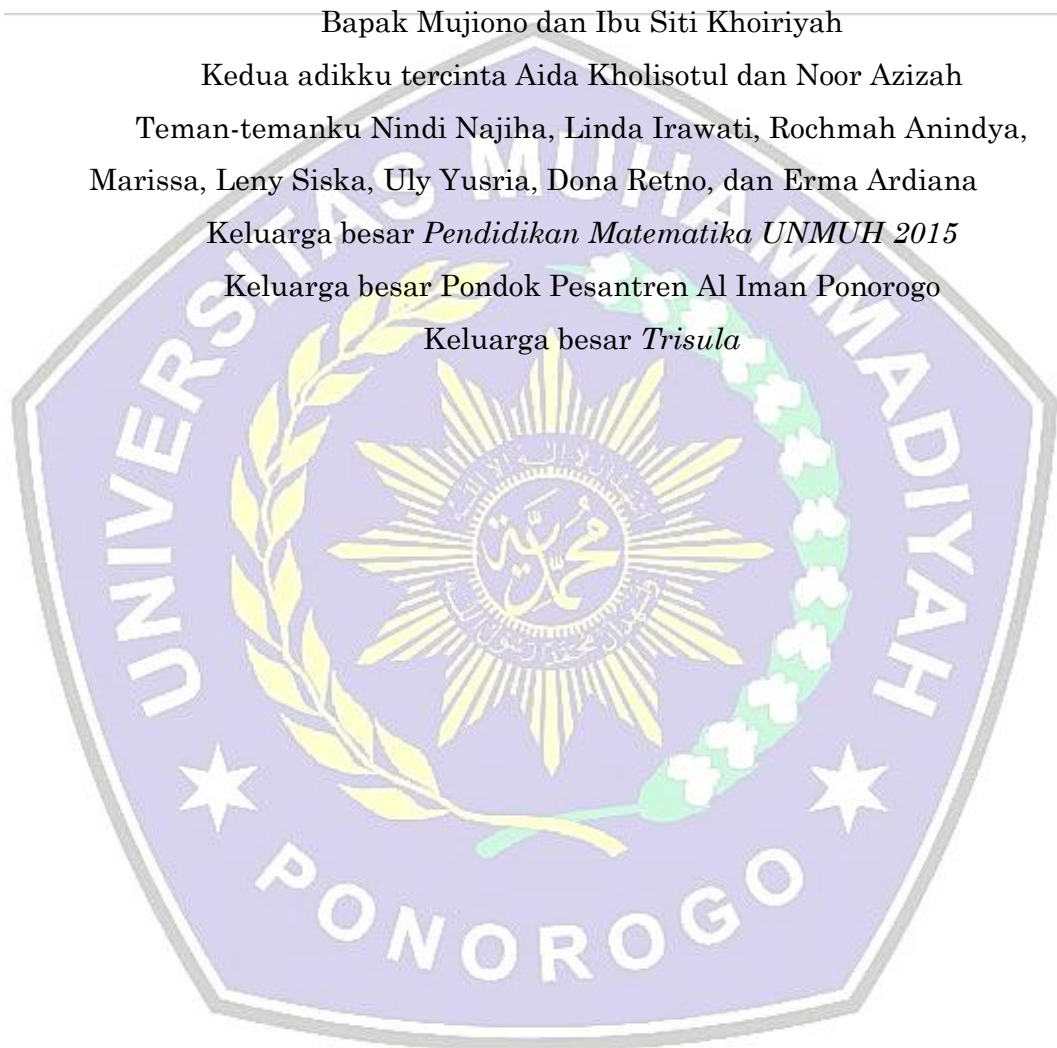 Bapak Mujiono dan Ibu Siti Khoiriyah
Kedua adikku tercinta Aida Kholisotul dan Noor Azizah
Teman-temanku Nindi Najiha, Linda Irawati, Rochmah Anindya,
Marissa, Leny Siska, Uly Yusria, Dona Retno, dan Erma Ardiana
Keluarga besar Pendidikan Matematika UNMUH 2015
Keluarga besar Pondok Pesantren Al Iman Ponorogo
Keluarga besar Trisula
UNIVERSITAS MUHAMMADIYAH
محمدية
PONOROGO